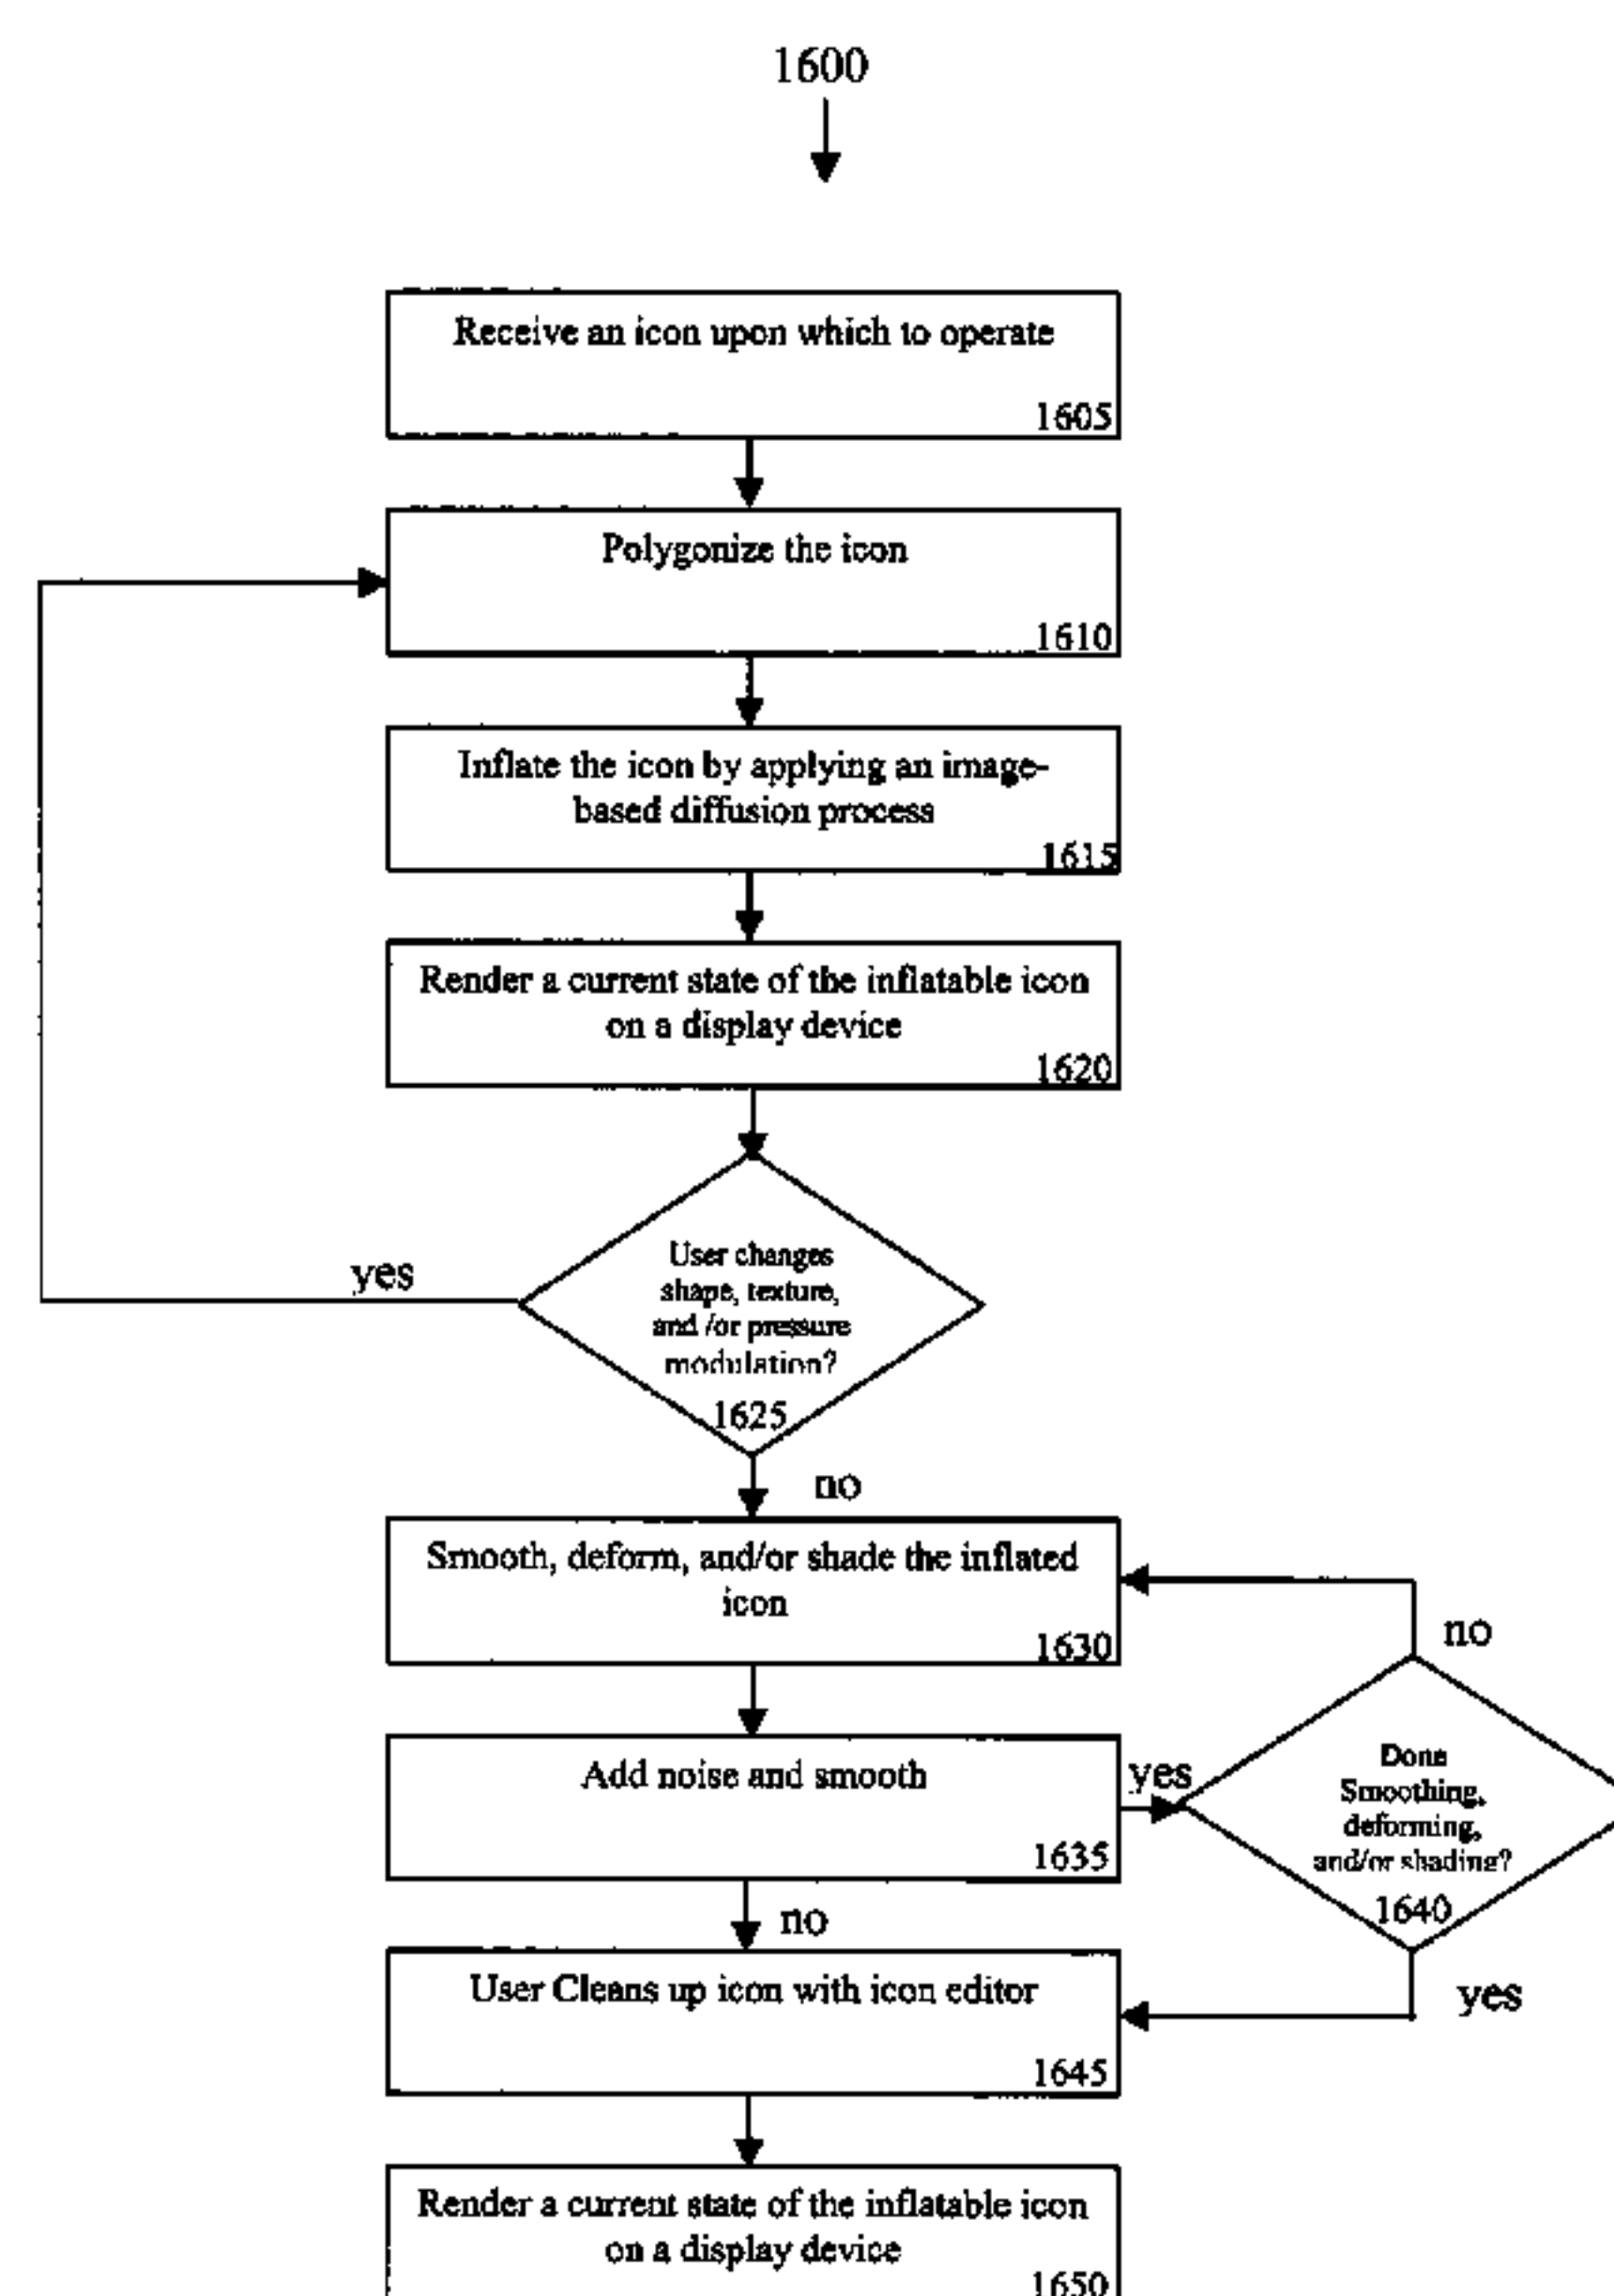 1600
Receive an icon upon which to operate
1605
Polygonize the icon
1610
Inflate the icon by applying an image-
based diffusion process
1615
Render a current state of the inflatable icon
on a display device
1620
User changes
shape, texture,
and /or pressure
modulation?
1625
yes
no
Smooth, deform, and/or shade the inflated
icon
1630
no
Add noise and smooth
1635
yes
Done
Smoothing,
deforming,
and/or shading?
1640
no
yes
User Cleans up icon with icon editor
1645
Render a current state of the inflatable icon
on a display device
1650